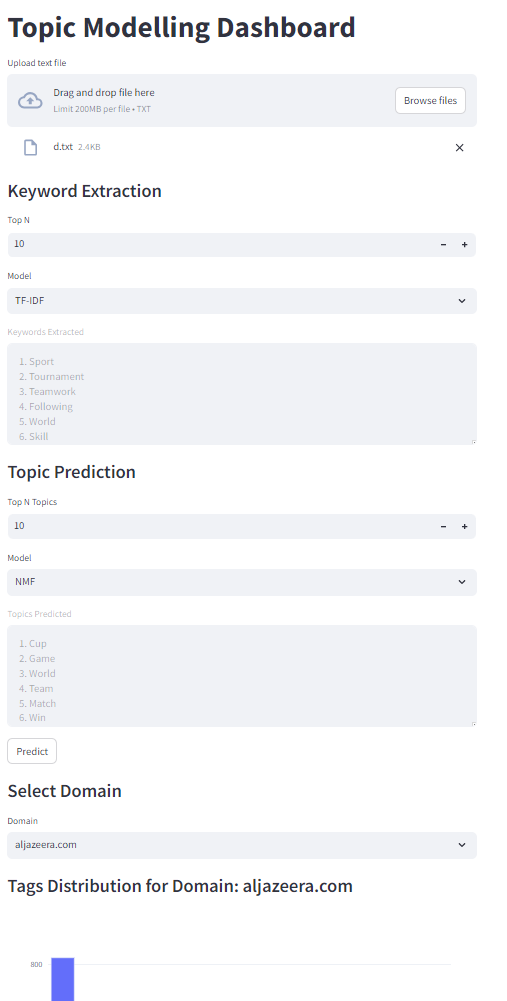 Topic Modelling Dashboard
Upload text file
Drag and drop file here
Limit 200MB per file • TXT
Browse files
d.txt 2.4KB
Keyword Extraction
Top N
10
Model
TF-IDF
Keywords Extracted
1. Sport
2. Tournament
3. Teamwork
4. Following
5. World
6. Skill
Topic Prediction
Top N Topics
10
Model
NMF
Topics Predicted
1. Cup
2. Game
3. World
4. Team
5. Match
6. Win
Predict
Select Domain
Domain
aljazeera.com
Tags Distribution for Domain: aljazeera.com
800